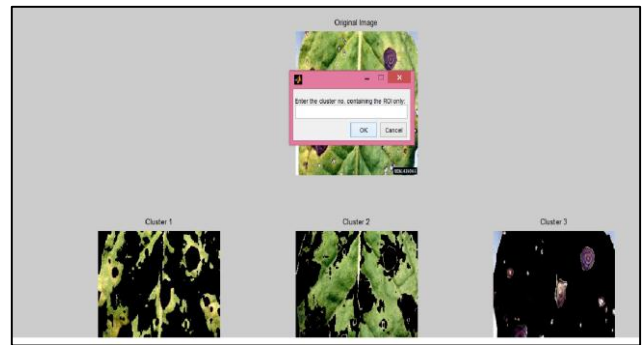 Original Image
Enter the cluster no. containing the ROI only:
OK
Cancel
Cluster 1
Cluster 2
Cluster 3